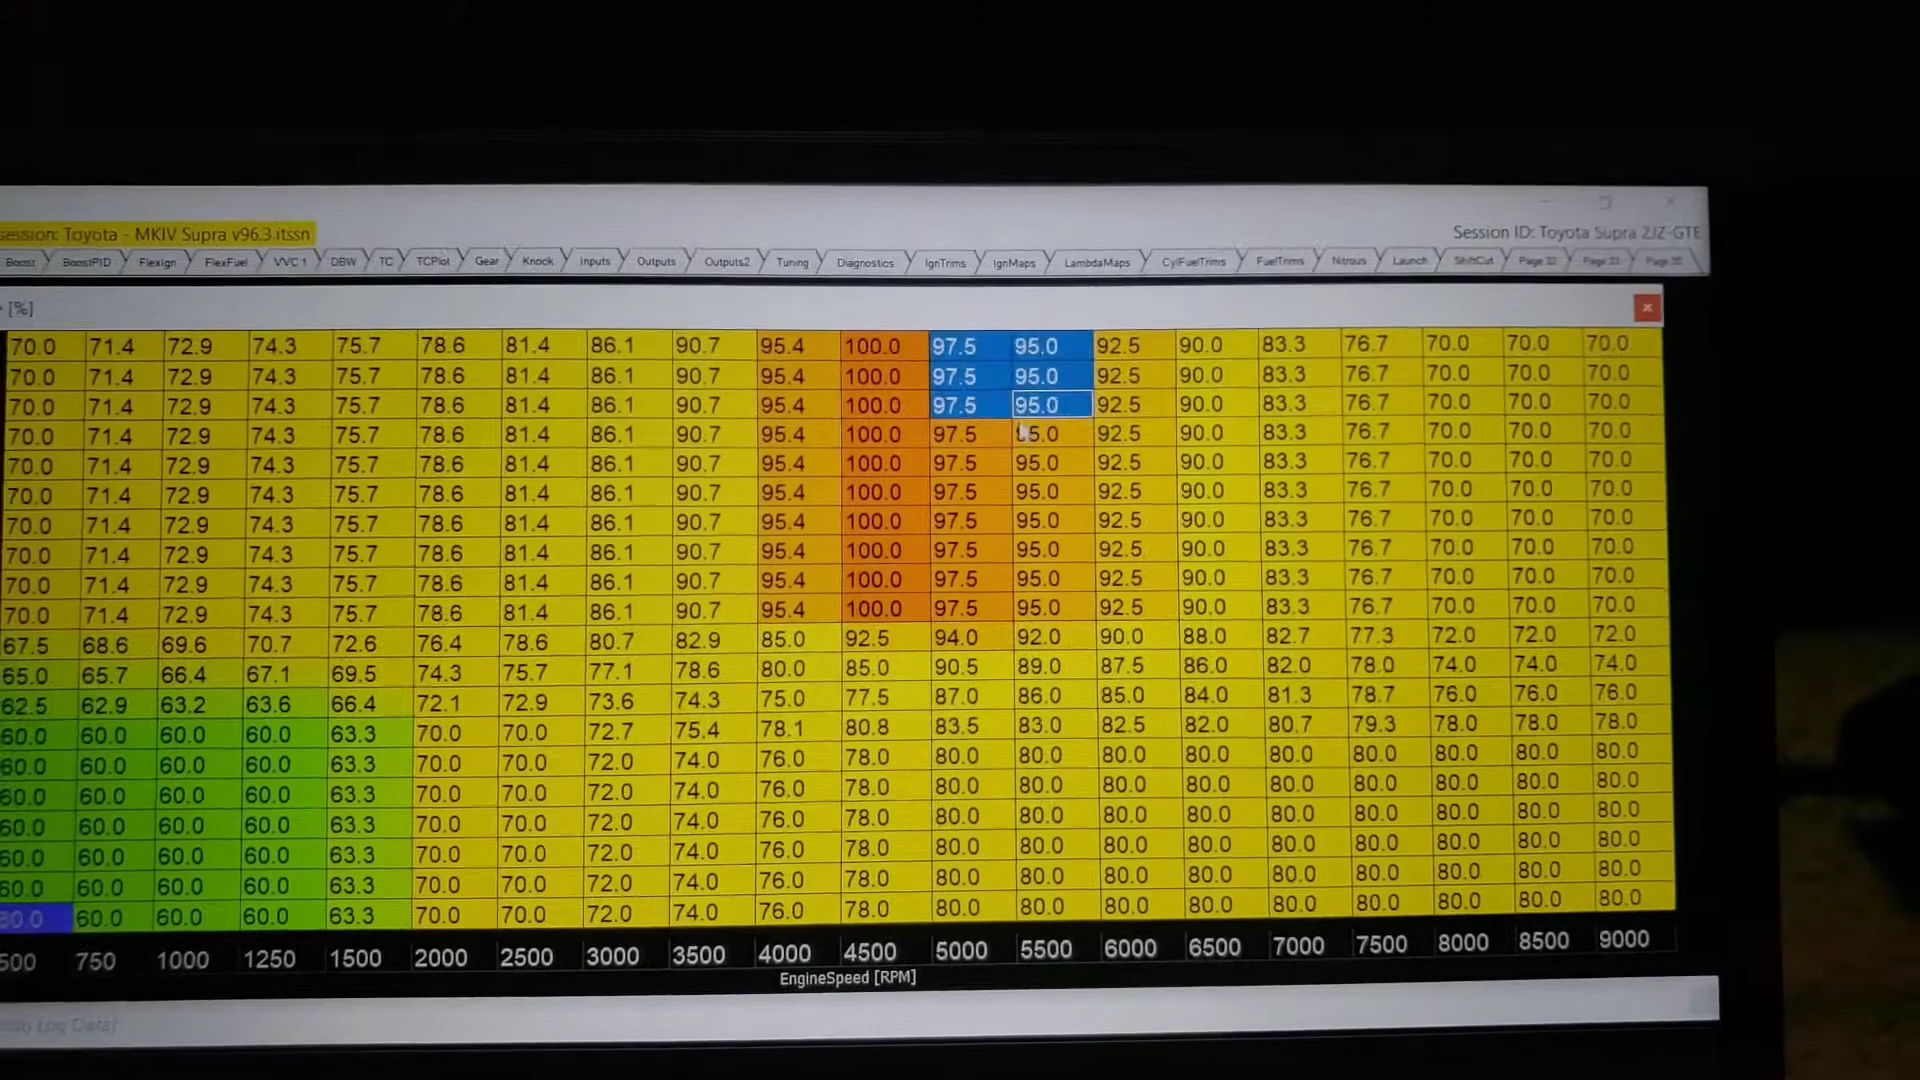 session: Toyota - MKIV Supra v96.3.itssn
Session ID: Toyota Supra 2JZ-GTE
Boost BoostPID FlexIgn FlexFuel VVC 1 DBW TC TCPlot Gear Knock Inputs Outputs Outputs2 Tuning Diagnostics IgnTrims IgnMaps LambdaMaps CylFuelTrims FuelTrims Nitrous Launch ShiftCut Page 32 Page 33 Page 35
[%]
70.0 71.4 72.9 74.3 75.7 78.6 81.4 86.1 90.7 95.4 100.0 97.5 95.0 92.5 90.0 83.3 76.7 70.0 70.0 70.0
70.0 71.4 72.9 74.3 75.7 78.6 81.4 86.1 90.7 95.4 100.0 97.5 95.0 92.5 90.0 83.3 76.7 70.0 70.0 70.0
70.0 71.4 72.9 74.3 75.7 78.6 81.4 86.1 90.7 95.4 100.0 97.5 95.0 92.5 90.0 83.3 76.7 70.0 70.0 70.0
70.0 71.4 72.9 74.3 75.7 78.6 81.4 86.1 90.7 95.4 100.0 97.5 95.0 92.5 90.0 83.3 76.7 70.0 70.0 70.0
70.0 71.4 72.9 74.3 75.7 78.6 81.4 86.1 90.7 95.4 100.0 97.5 95.0 92.5 90.0 83.3 76.7 70.0 70.0 70.0
70.0 71.4 72.9 74.3 75.7 78.6 81.4 86.1 90.7 95.4 100.0 97.5 95.0 92.5 90.0 83.3 76.7 70.0 70.0 70.0
70.0 71.4 72.9 74.3 75.7 78.6 81.4 86.1 90.7 95.4 100.0 97.5 95.0 92.5 90.0 83.3 76.7 70.0 70.0 70.0
70.0 71.4 72.9 74.3 75.7 78.6 81.4 86.1 90.7 95.4 100.0 97.5 95.0 92.5 90.0 83.3 76.7 70.0 70.0 70.0
70.0 71.4 72.9 74.3 75.7 78.6 81.4 86.1 90.7 95.4 100.0 97.5 95.0 92.5 90.0 83.3 76.7 70.0 70.0 70.0
70.0 71.4 72.9 74.3 75.7 78.6 81.4 86.1 90.7 95.4 100.0 97.5 95.0 92.5 90.0 83.3 76.7 70.0 70.0 70.0
67.5 68.6 69.6 70.7 72.6 76.4 78.6 80.7 82.9 85.0 92.5 94.0 92.0 90.0 88.0 82.7 77.3 72.0 72.0 72.0
65.0 65.7 66.4 67.1 69.5 74.3 75.7 77.1 78.6 80.0 85.0 90.5 89.0 87.5 86.0 82.0 78.0 74.0 74.0 74.0
62.5 62.9 63.2 63.6 66.4 72.1 72.9 73.6 74.3 75.0 77.5 87.0 86.0 85.0 84.0 81.3 78.7 76.0 76.0 76.0
60.0 60.0 60.0 60.0 63.3 70.0 70.0 72.7 75.4 78.1 80.8 83.5 83.0 82.5 82.0 80.7 79.3 78.0 78.0 78.0
60.0 60.0 60.0 60.0 63.3 70.0 70.0 72.0 74.0 76.0 78.0 80.0 80.0 80.0 80.0 80.0 80.0 80.0 80.0 80.0
60.0 60.0 60.0 60.0 63.3 70.0 70.0 72.0 74.0 76.0 78.0 80.0 80.0 80.0 80.0 80.0 80.0 80.0 80.0 80.0
60.0 60.0 60.0 60.0 63.3 70.0 70.0 72.0 74.0 76.0 78.0 80.0 80.0 80.0 80.0 80.0 80.0 80.0 80.0 80.0
60.0 60.0 60.0 60.0 63.3 70.0 70.0 72.0 74.0 76.0 78.0 80.0 80.0 80.0 80.0 80.0 80.0 80.0 80.0 80.0
60.0 60.0 60.0 60.0 63.3 70.0 70.0 72.0 74.0 76.0 78.0 80.0 80.0 80.0 80.0 80.0 80.0 80.0 80.0 80.0
60.0 60.0 60.0 60.0 63.3 70.0 70.0 72.0 74.0 76.0 78.0 80.0 80.0 80.0 80.0 80.0 80.0 80.0 80.0 80.0
500 750 1000 1250 1500 2000 2500 3000 3500 4000 4500 5000 5500 6000 6500 7000 7500 8000 8500 9000
EngineSpeed [RPM]
Log Data